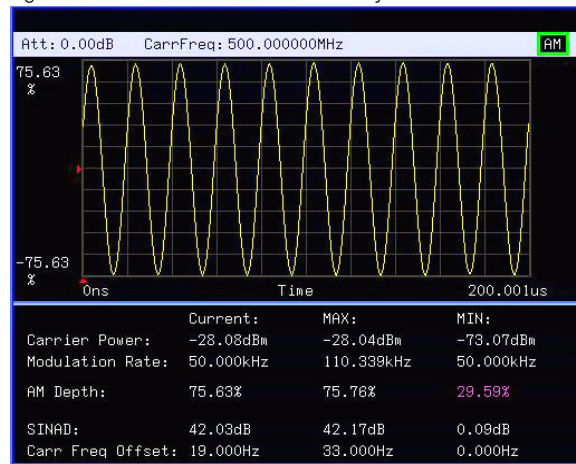 Att: 0.00dB CarrFreq: 500.000000MHz AM
75.63
%
-75.63
%
0ns Time 200.001us
Current: MAX: MIN:
Carrier Power: -28.08dBm -28.04dBm -73.07dBm
Modulation Rate: 50.000kHz 110.339kHz 50.000kHz
AM Depth: 75.63% 75.76% 29.59%
SINAD: 42.03dB 42.17dB 0.09dB
Carr Freq Offset: 19.000Hz 33.000Hz 0.000Hz